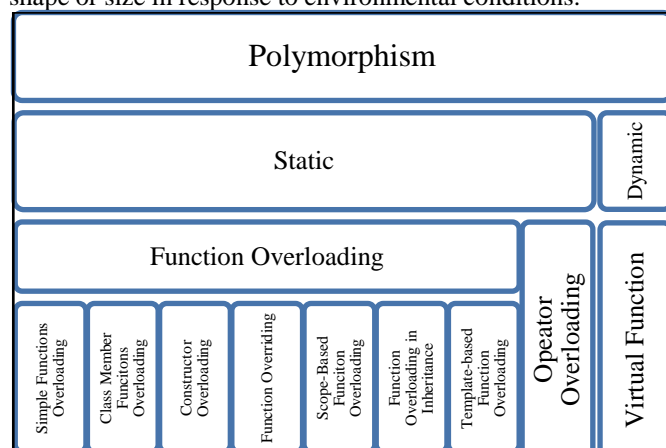 shape or size in response to environmental conditions.
Polymorphism
Static
Dynamic
Function Overloading
Opeator
Overloading
Virtual Function
Simple Functions
Overloading
Class Member
Funcitons
Overloading
Constructor
Overloading
Function Overriding
Scope-Based
Funciton
Overloading
Function
Overloading in
Inheritance
Template-based
Function
Overloading